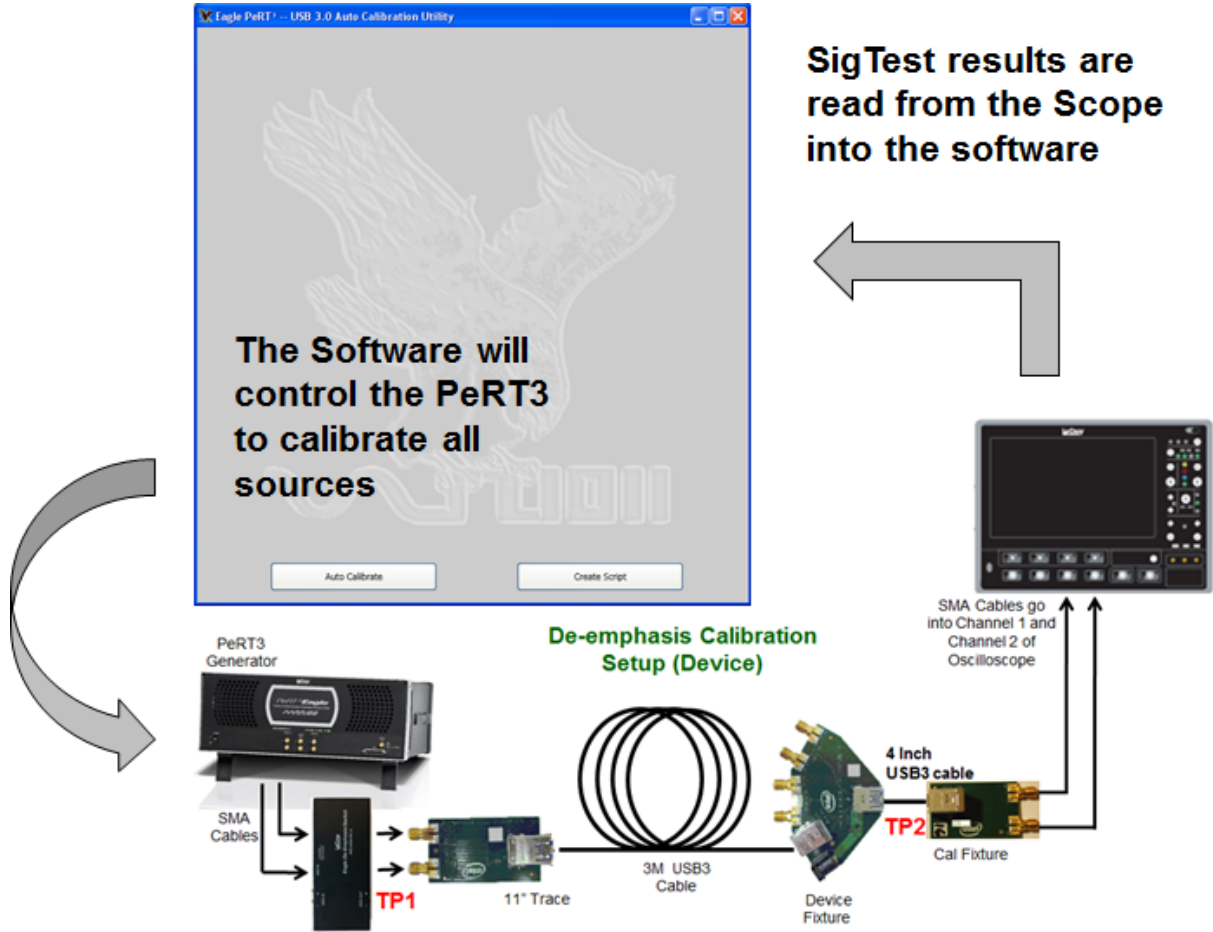 Eagle PeRT³ -- USB 3.0 Auto Calibration Utility
SigTest results are
read from the Scope
into the software
The Software will
control the PeRT3
to calibrate all
sources
Auto Calibrate
Create Script
SMA Cables go
into Channel 1 and
Channel 2 of
Oscilloscope
De-emphasis Calibration
Setup (Device)
PeRT3
Generator
PeRT³Eagle
4 Inch
USB3 cable
SMA
Cables
TP1
11" Trace
3M USB3
Cable
TP2
Cal Fixture
Device
Fixture